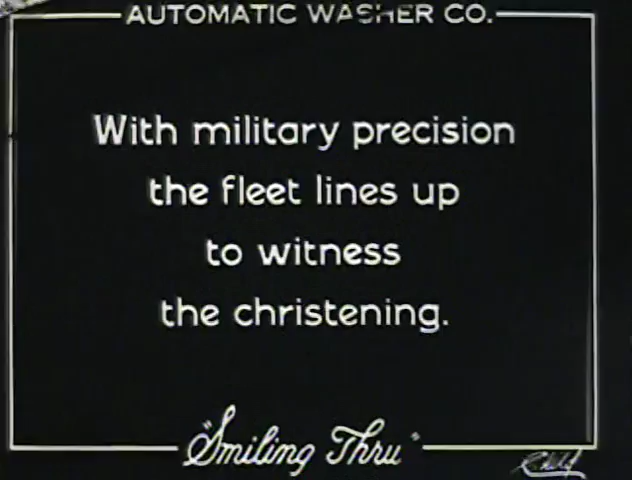 AUTOMATIC WASHER CO.
With military precision
the fleet lines up
to witness
the christening.
"Smiling Thru"